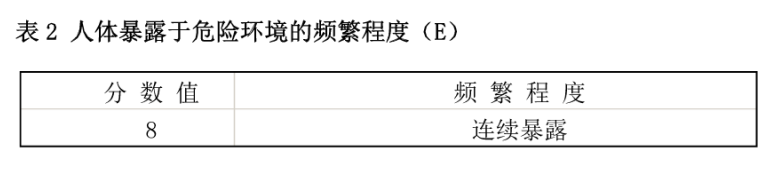 表 2 人体暴露于危险环境的频繁程度（E）
分 数 值 频 繁 程 度
8 连续暴露